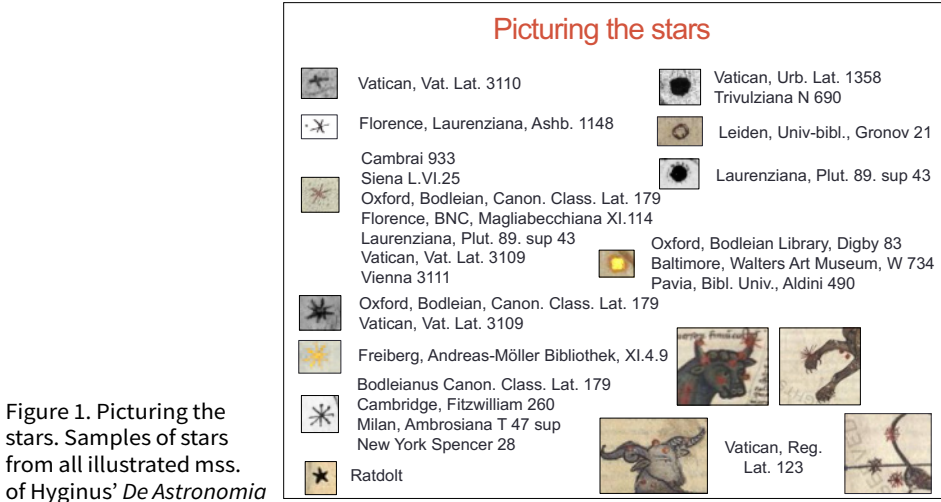 Picturing the stars
Vatican, Vat. Lat. 3110
Florence, Laurenziana, Ashb. 1148
Cambrai 933
Siena L.VI.25
Oxford, Bodleian, Canon. Class. Lat. 179
Florence, BNC, Magliabecchiana XI.114
Laurenziana, Plut. 89. sup 43
Vatican, Vat. Lat. 3109
Vienna 3111
Oxford, Bodleian, Canon. Class. Lat. 179
Vatican, Vat. Lat. 3109
Freiberg, Andreas-Möller Bibliothek, XI.4.9
Bodleianus Canon. Class. Lat. 179
Cambridge, Fitzwilliam 260
Milan, Ambrosiana T 47 sup
New York Spencer 28
Ratdolt
Vatican, Urb. Lat. 1358
Trivulziana N 690
Leiden, Univ-bibl., Gronov 21
Laurenziana, Plut. 89. sup 43
Oxford, Bodleian Library, Digby 83
Baltimore, Walters Art Museum, W 734
Pavia, Bibl. Univ., Aldini 490
Vatican, Reg.
Lat. 123
Figure 1. Picturing the
stars. Samples of stars
from all illustrated mss.
of Hyginus’ De Astronomia